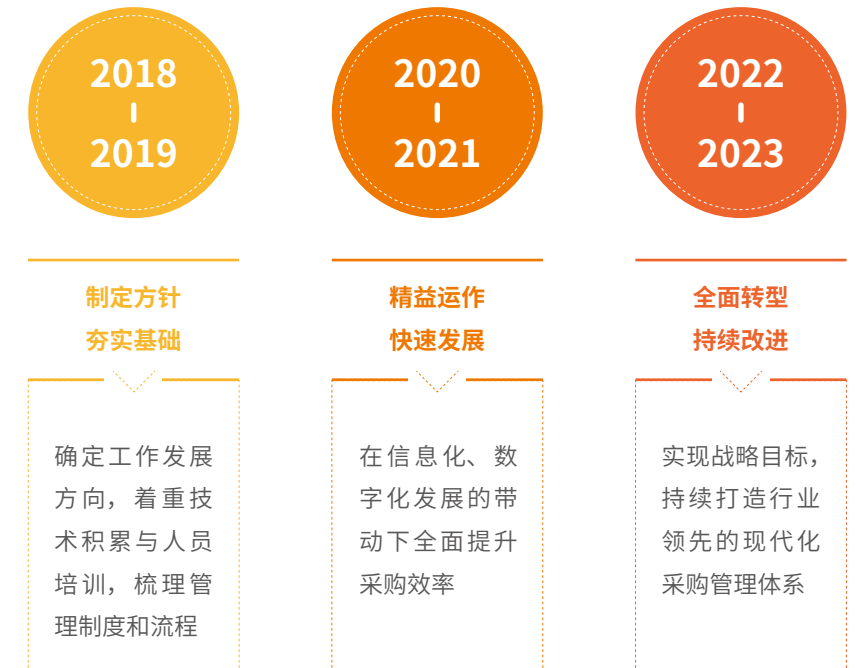 2018
-
2019
制定方针
夯实基础
确定工作发展
方向，着重技
术积累与人员
培训，梳理管
理制度和流程
2020
-
2021
精益运作
快速发展
在信息化、数
字化发展的带
动下全面提升
采购效率
2022
-
2023
全面转型
持续改进
实现战略目标，
持续打造行业
领先的现代化
采购管理体系